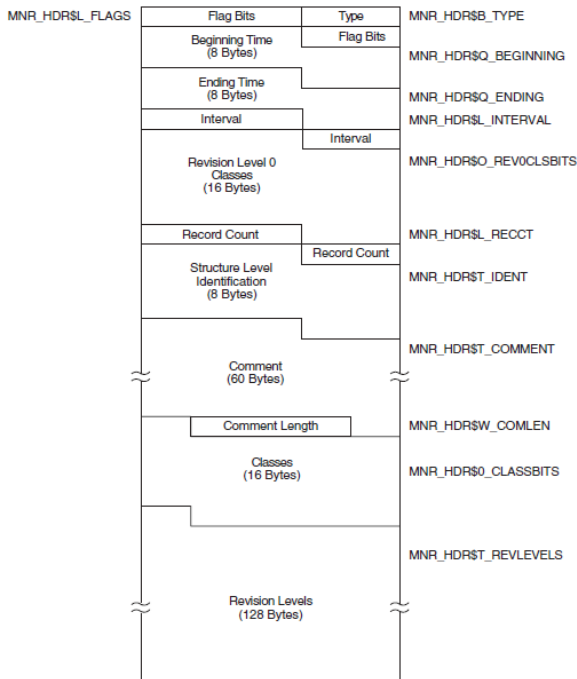 MNR_HDR$L_FLAGS Flag Bits Type MNR_HDR$B_TYPE
Beginning Time Flag Bits
(8 Bytes) MNR_HDR$Q_BEGINNING
Ending Time
(8 Bytes) MNR_HDR$Q_ENDING
Interval MNR_HDR$L_INTERVAL
Interval
Revision Level 0 MNR_HDR$O_REV0CLSBITS
Classes
(16 Bytes)
Record Count MNR_HDR$L_RECCT
Record Count
Structure Level MNR_HDR$T_IDENT
Identification
(8 Bytes)
MNR_HDR$T_COMMENT
Comment
(60 Bytes)
Comment Length MNR_HDR$W_COMLEN
Classes MNR_HDR$0_CLASSBITS
(16 Bytes)
MNR_HDR$T_REVLEVELS
Revision Levels
(128 Bytes)